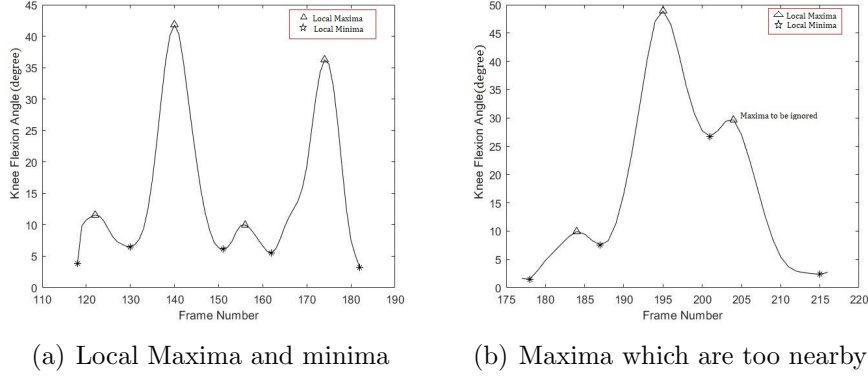 45
40
35
30
25
20
15
10
5
0
Knee Flexion Angle(degree)
Local Maxima
Local Minima
110 120 130 140 150 160 170 180 190
Frame Number
(a) Local Maxima and minima
50
45
40
35
30
25
20
15
10
5
0
Knee Flexion Angle(degree)
Local Maxima
Local Minima
Maxima to be ignored
175 180 185 190 195 200 205 210 215 220
Frame Number
(b) Maxima which are too nearby